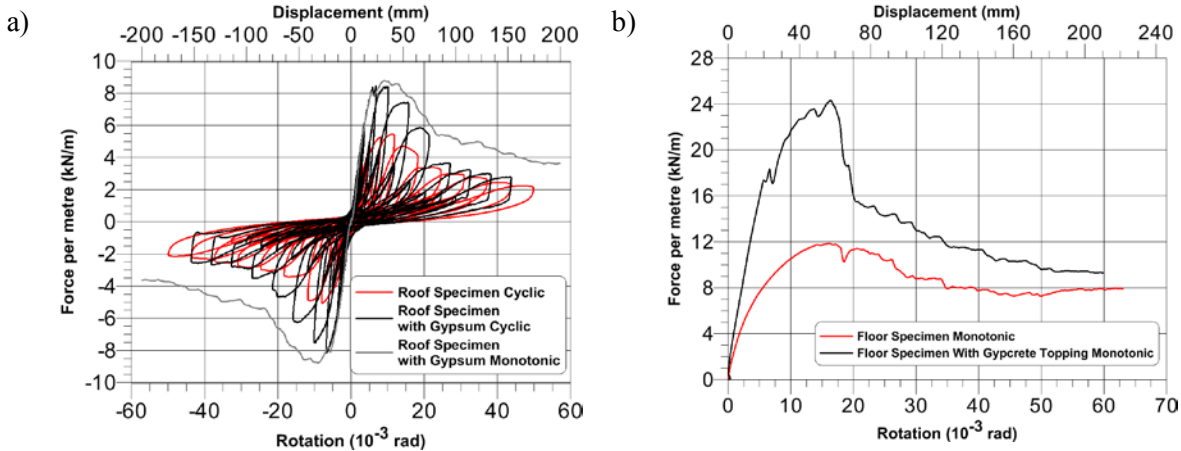 a)
Displacement (mm)
-200 -150 -100 -50 0 50 100 150 200
Force per metre (kN/m)
10
8
6
4
2
0
-2
-4
-6
-8
-10
Roof Specimen Cyclic
Roof Specimen
with Gypsum Cyclic
Roof Specimen
with Gypsum Monotonic
-60 -40 -20 0 20 40 60
Rotation (10⁻³ rad)
b)
Displacement (mm)
0 40 80 120 160 200 240
Force per metre (kN/m)
28
24
20
16
12
8
4
0
Floor Specimen Monotonic
Floor Specimen With Gypcrete Topping Monotonic
0 10 20 30 40 50 60 70
Rotation (10⁻³ rad)